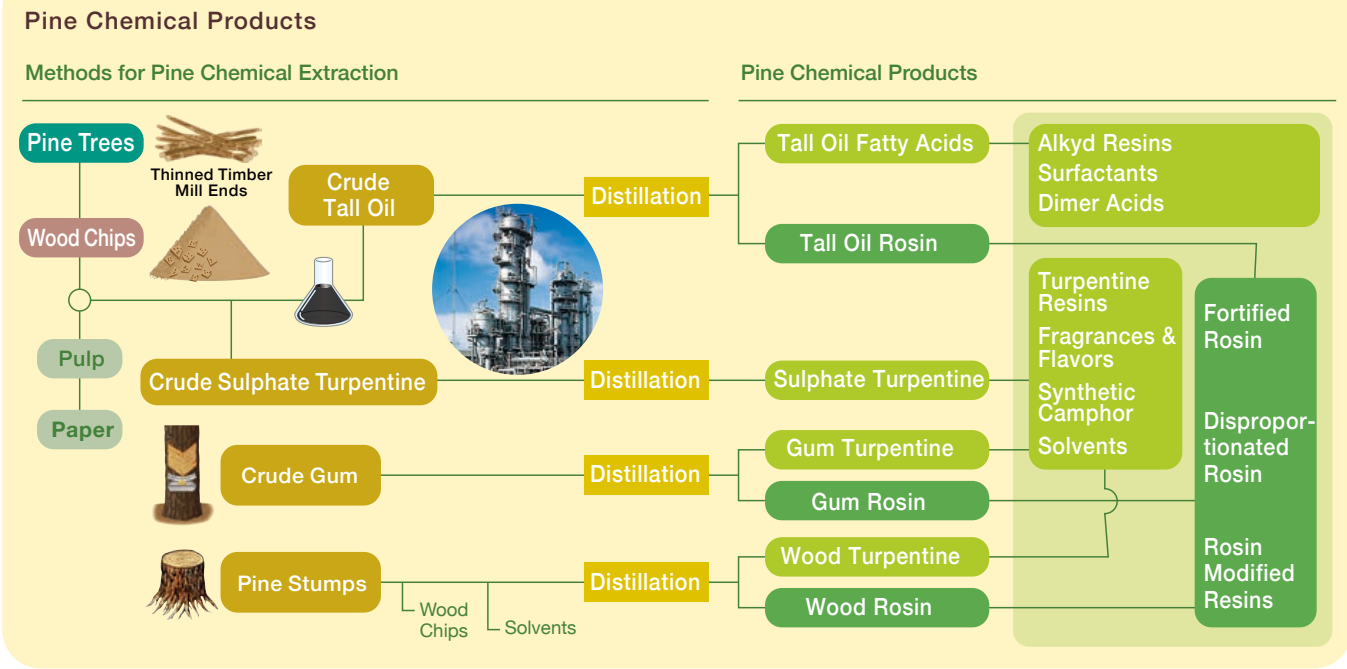 Pine Chemical Products
Methods for Pine Chemical Extraction
Pine Chemical Products
Pine Trees
Thinned Timber
Mill Ends
Wood Chips
Crude
Tall Oil
Distillation
Tall Oil Fatty Acids
Tall Oil Rosin
Alkyd Resins
Surfactants
Dimer Acids
Pulp
Paper
Crude Sulphate Turpentine
Distillation
Sulphate Turpentine
Turpentine
Resins
Fragrances &
Flavors
Synthetic
Camphor
Solvents
Fortified
Rosin
Dispropor-
tionated
Rosin
Rosin
Modified
Resins
Crude Gum
Distillation
Gum Turpentine
Gum Rosin
Pine Stumps
Wood
Chips
Solvents
Distillation
Wood Turpentine
Wood Rosin